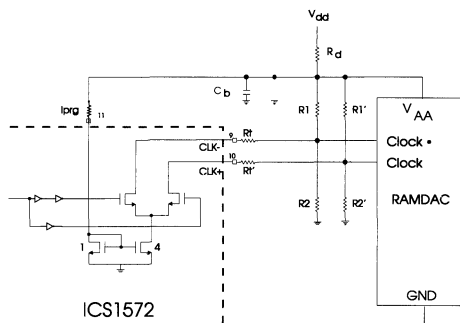 Vdd
Rd
Cb
Iprg
11
R1
R1'
VAA
9
Rt
CLK-
Clock •
10
CLK+
Rt'
Clock
R2
R2'
RAMDAC
1
4
GND
ICS1572